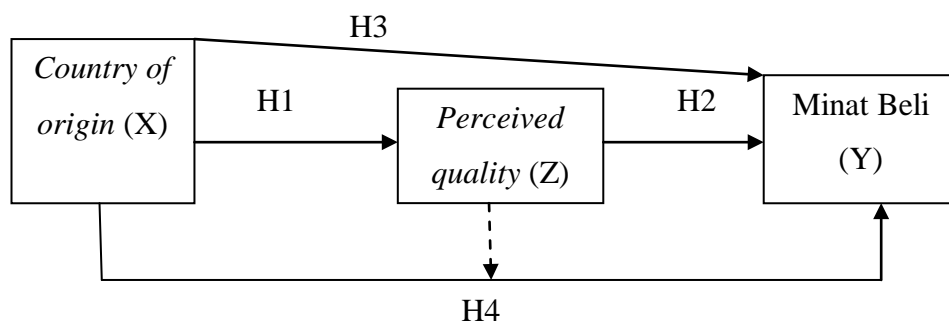 H3
Country of
origin (X)
H1
Perceived
quality (Z)
H2
Minat Beli
(Y)
H4